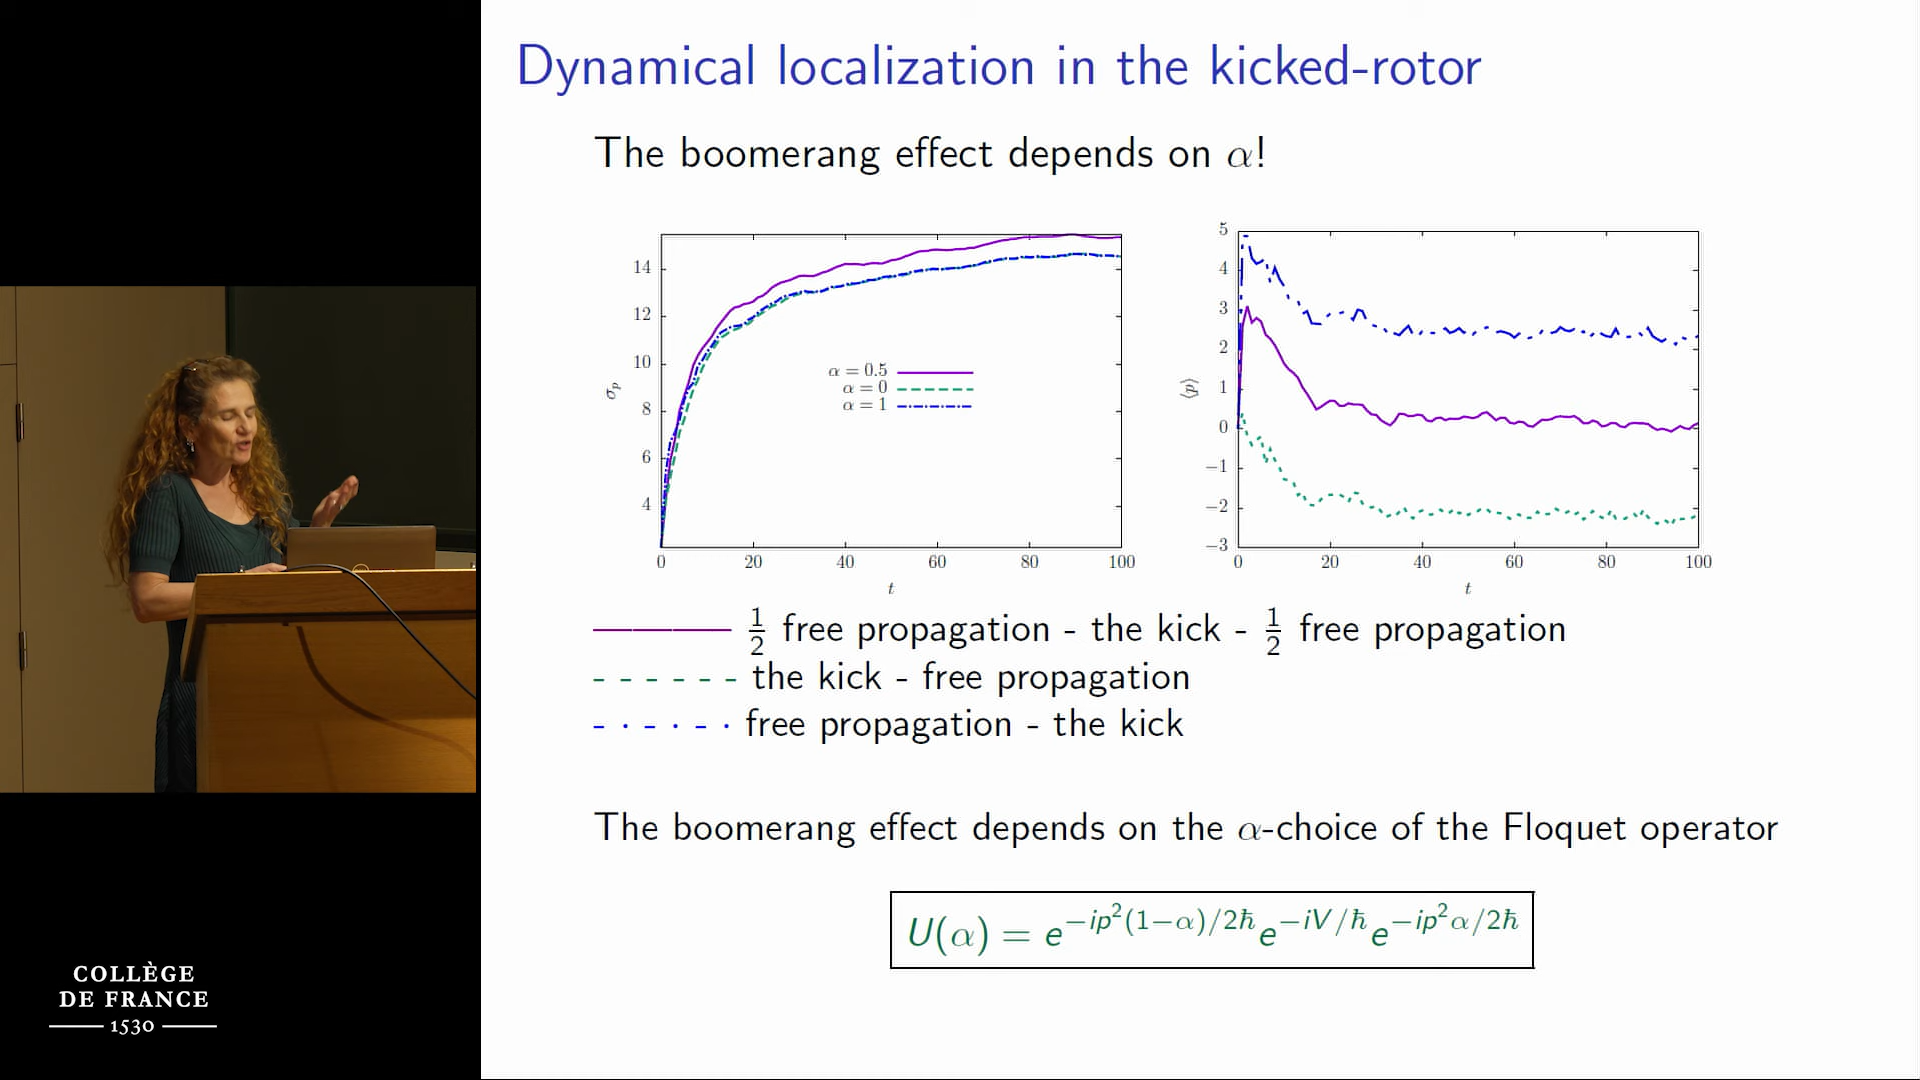 Dynamical localization in the kicked-rotor
The boomerang effect depends on α!
14
12
10
8
6
4
σₚ
α = 0.5
α = 0
α = 1
0 20 40 60 80 100
t
5
4
3
2
1
0
−1
−2
−3
⟨p⟩
0 20 40 60 80 100
t
½ free propagation - the kick - ½ free propagation
the kick - free propagation
free propagation - the kick
The boomerang effect depends on the α-choice of the Floquet operator
U(α) = e^{−ip²(1−α)/2ħ} e^{−iV/ħ} e^{−ip²α/2ħ}
COLLÈGE
DE FRANCE
1530